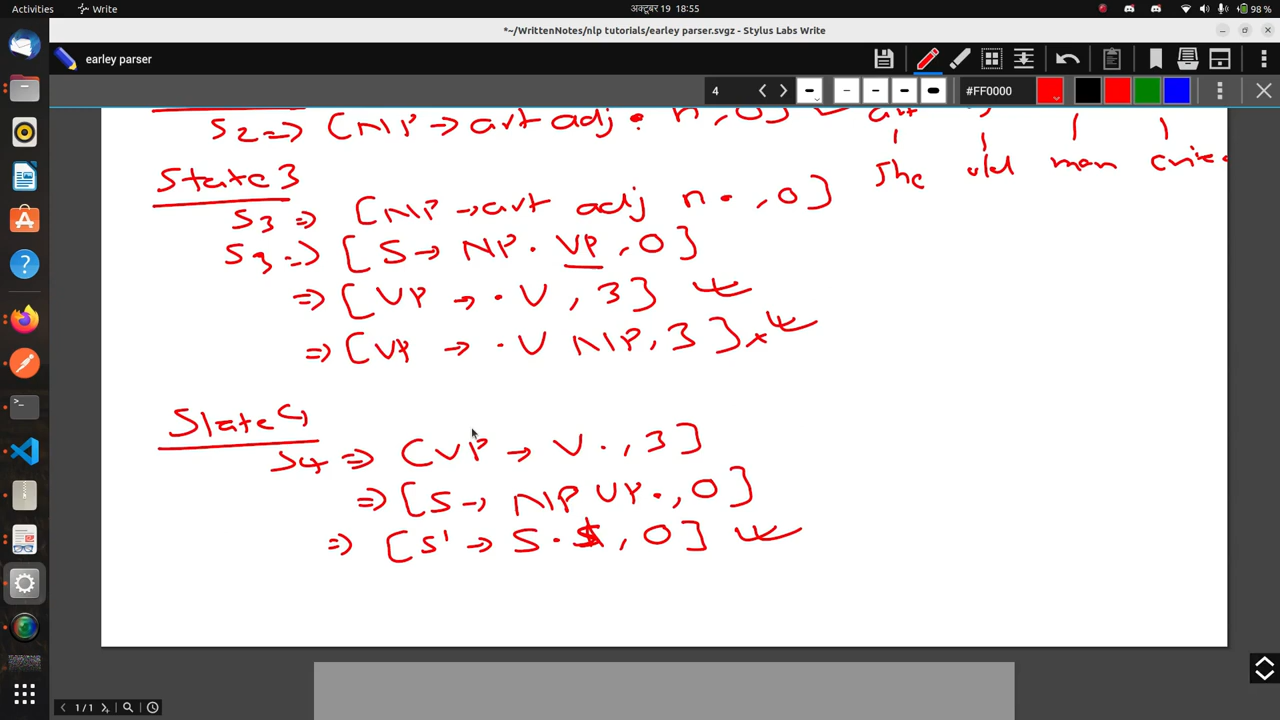 Activities
Write
अक्टूबर 19 18:55
98 %
*~/WrittenNotes/nlp tutorials/earley parser.svgz - Stylus Labs Write
earley parser
4
#FF0000
S2 => [NP → art adj • n , 0]
The old man cries
State 3
S3 => [NP → art adj n • , 0]
S3 => [S → NP • VP , 0]
=> [VP → • V , 3]
=> [VP → • V NP , 3] ×
State 4
S4 => [VP → V • , 3]
=> [S → NP VP • , 0]
=> [S' → S • $ , 0]
1/1